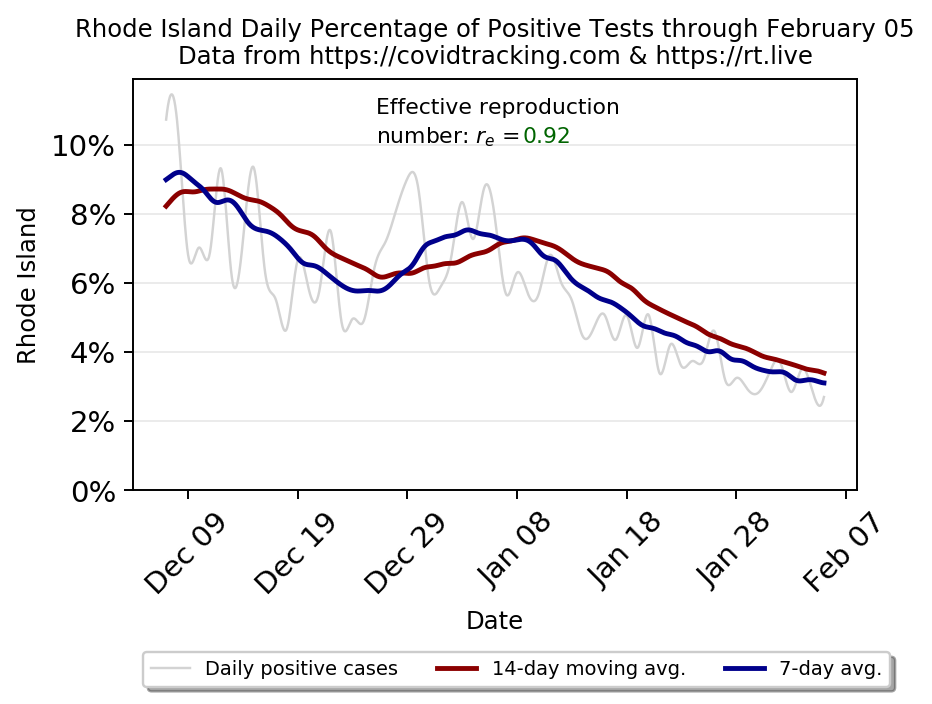 Rhode Island Daily Percentage of Positive Tests through February 05
Data from https://covidtracking.com & https://rt.live
Effective reproduction
number: rₑ = 0.92
10%
8%
6%
4%
2%
0%
Rhode Island
Dec 09
Dec 19
Dec 29
Jan 08
Jan 18
Jan 28
Feb 07
Date
Daily positive cases
14-day moving avg.
7-day avg.